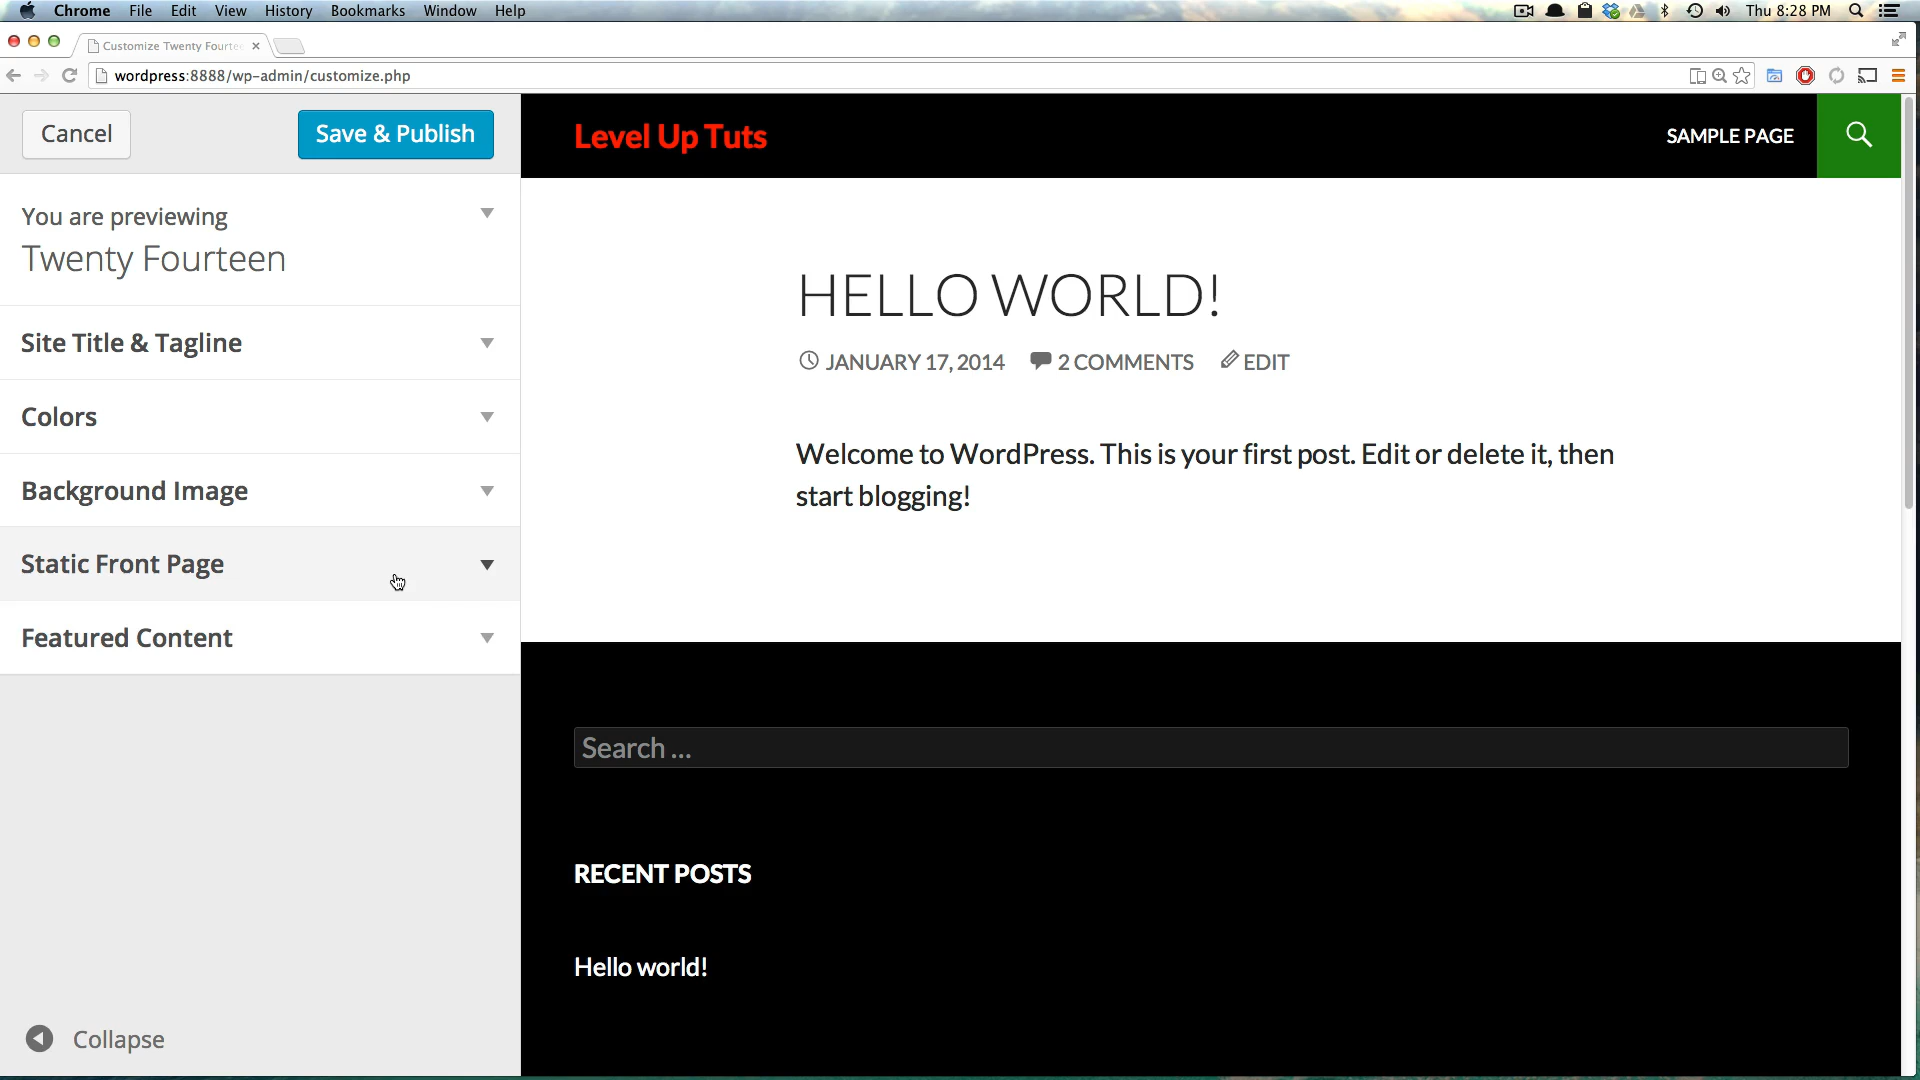 Chrome File Edit View History Bookmarks Window Help Thu 8:28 PM
Customize Twenty Fourte
wordpress:8888/wp-admin/customize.php
Cancel Save & Publish
You are previewing
Twenty Fourteen
Site Title & Tagline
Colors
Background Image
Static Front Page
Featured Content
Collapse
Level Up Tuts SAMPLE PAGE
HELLO WORLD!
JANUARY 17, 2014 2 COMMENTS EDIT
Welcome to WordPress. This is your first post. Edit or delete it, then
start blogging!
Search ...
RECENT POSTS
Hello world!